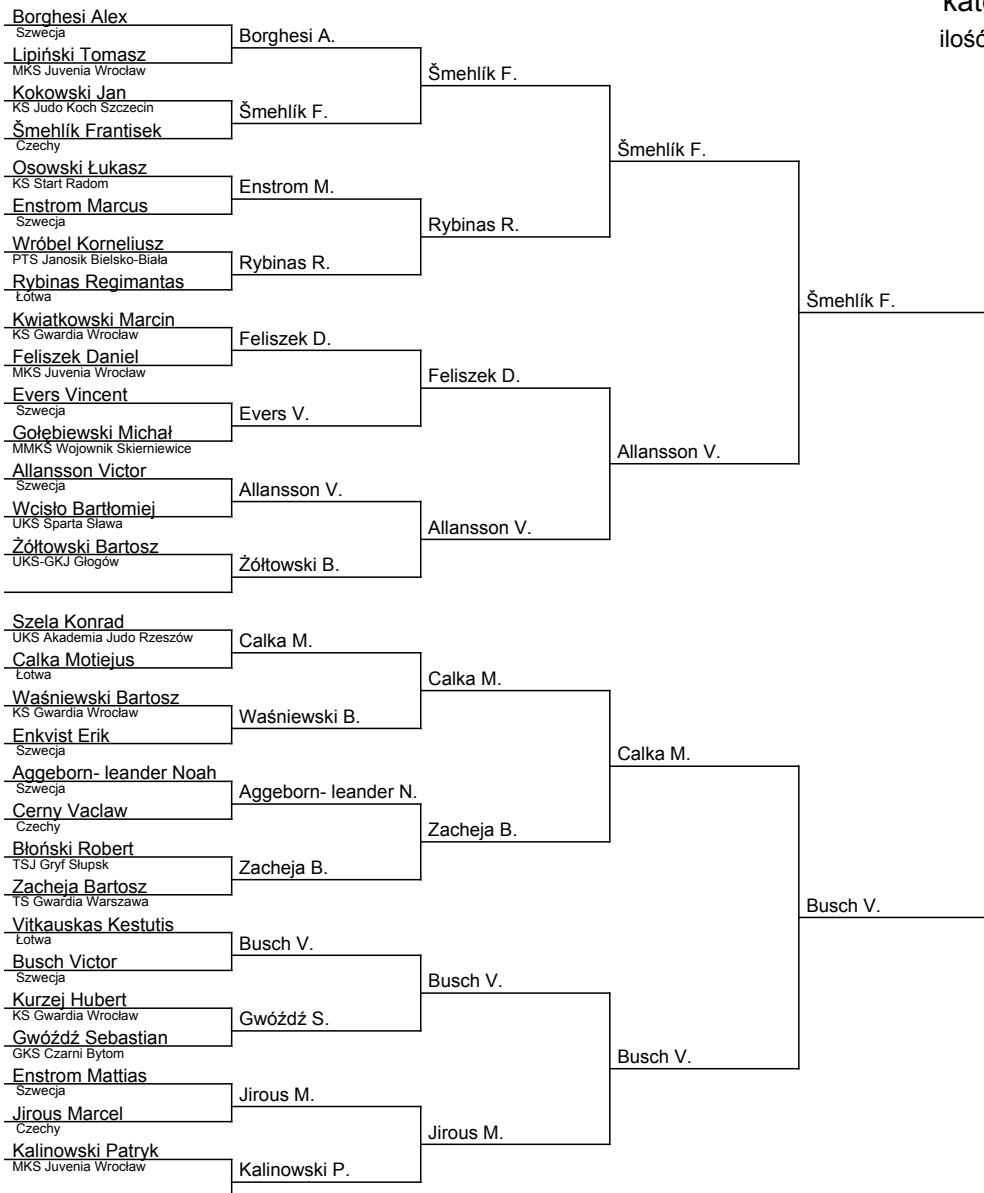 Borghesi Alex
Szwecja
Lipiński Tomasz
MKS Juvenia Wrocław
Kokowski Jan
KS Judo Koch Szczecin
Šmehlík Frantisek
Czechy
Osowski Łukasz
KS Start Radom
Enstrom Marcus
Szwecja
Wróbel Korneliusz
PTS Janosik Bielsko-Biała
Rybinas Regimantas
Łotwa
Kwiatkowski Marcin
KS Gwardia Wrocław
Feliszek Daniel
MKS Juvenia Wrocław
Evers Vincent
Szwecja
Gołębiewski Michał
MMKS Wojownik Skierniewice
Allansson Victor
Szwecja
Wcisło Bartłomiej
UKS Sparta Sława
Żółtowski Bartosz
UKS-GKJ Głogów
Szela Konrad
UKS Akademia Judo Rzeszów
Calka Motiejus
Łotwa
Waśniewski Bartosz
KS Gwardia Wrocław
Enkvist Erik
Szwecja
Aggeborn- leander Noah
Szwecja
Cerny Vaclaw
Czechy
Błoński Robert
TSJ Gryf Słupsk
Zacheja Bartosz
TS Gwardia Warszawa
Vitkauskas Kestutis
Łotwa
Busch Victor
Szwecja
Kurzej Hubert
KS Gwardia Wrocław
Gwóźdź Sebastian
GKS Czarni Bytom
Enstrom Mattias
Szwecja
Jirous Marcel
Czechy
Kalinowski Patryk
MKS Juvenia Wrocław
Borghesi A.
Šmehlík F.
Enstrom M.
Rybinas R.
Feliszek D.
Evers V.
Allansson V.
Żółtowski B.
Calka M.
Waśniewski B.
Aggeborn- leander N.
Zacheja B.
Busch V.
Gwóźdź S.
Jirous M.
Kalinowski P.
Šmehlík F.
Rybinas R.
Feliszek D.
Allansson V.
Calka M.
Zacheja B.
Busch V.
Jirous M.
Šmehlík F.
Allansson V.
Calka M.
Busch V.
Šmehlík F.
Busch V.
ilość